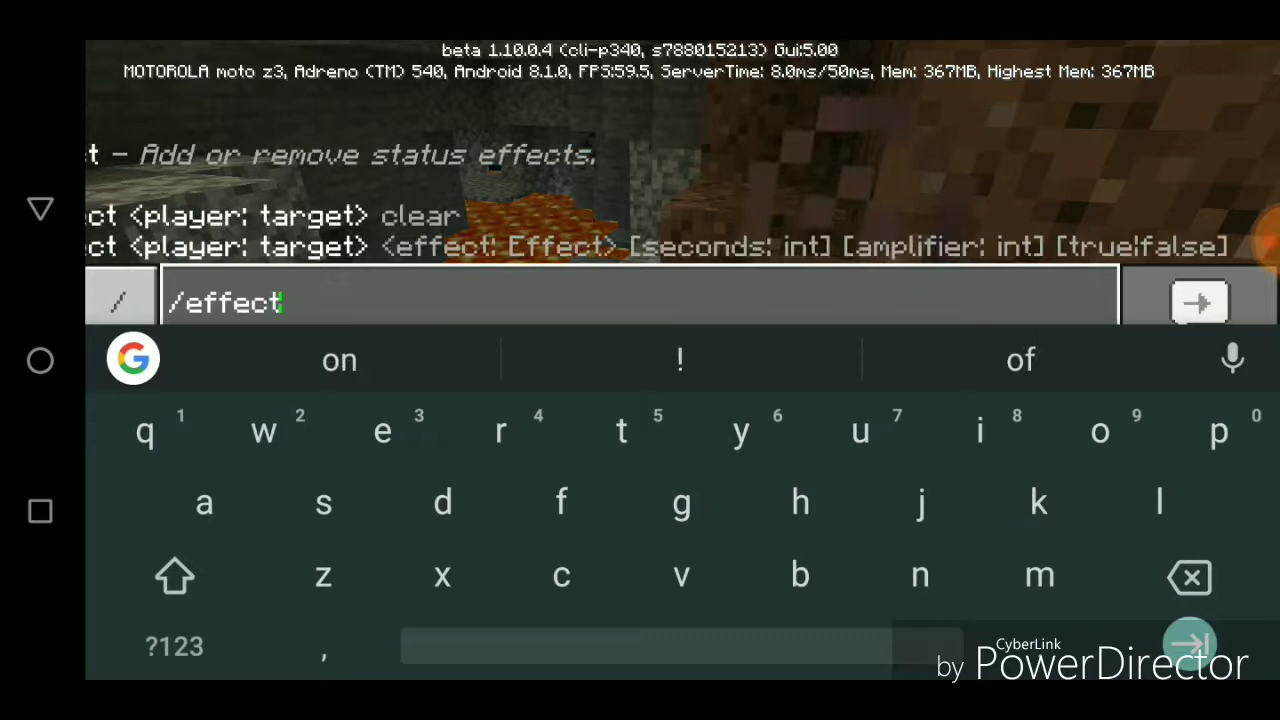 beta 1.10.0.4 (cli-p340, s788015213) Gui:5.00
MOTOROLA moto z3, Adreno (TM) 540, Android 8.1.0, FPS:59.5, ServerTime: 8.0ms/50ms, Mem: 367MB, Highest Mem: 367MB
t - Add or remove status effects.
ct <player: target> clear
ct <player: target> <effect: Effect> [seconds: int] [amplifier: int] [true|false]
/ /effect
G on ! of
q 1 w 2 e 3 r 4 t 5 y 6 u 7 i 8 o 9 p 0
a s d f g h j k l
z x c v b n m
?123 ,
CyberLink
by PowerDirector